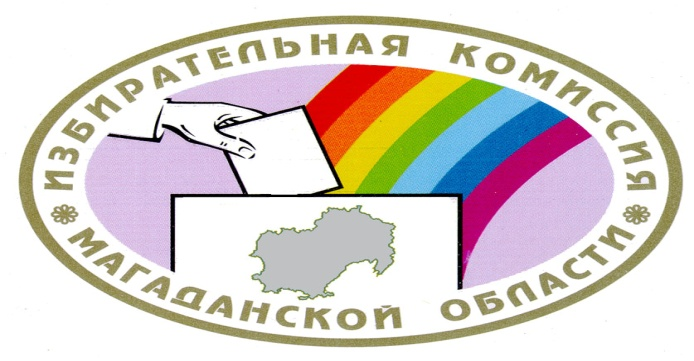 ИЗБИРАТЕЛЬНАЯ КОМИССИЯ
МАГАДАНСКОЙ ОБЛАСТИ